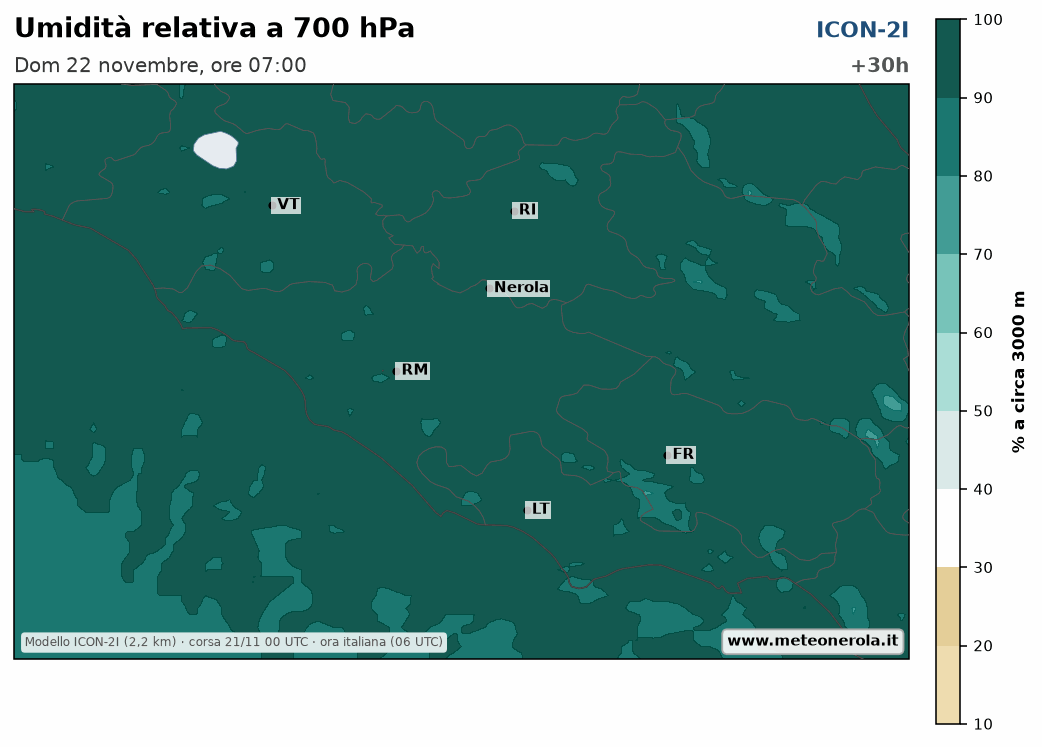 Umidità relativa a 700 hPa
ICON-2I
Dom 22 novembre, ore 07:00
+30h
100
90
80
70
60
50
40
30
20
10
% a circa 3000 m
VT
RI
Nerola
RM
FR
LT
Modello ICON-2I (2,2 km) · corsa 21/11 00 UTC · ora italiana (06 UTC)
www.meteonerola.it